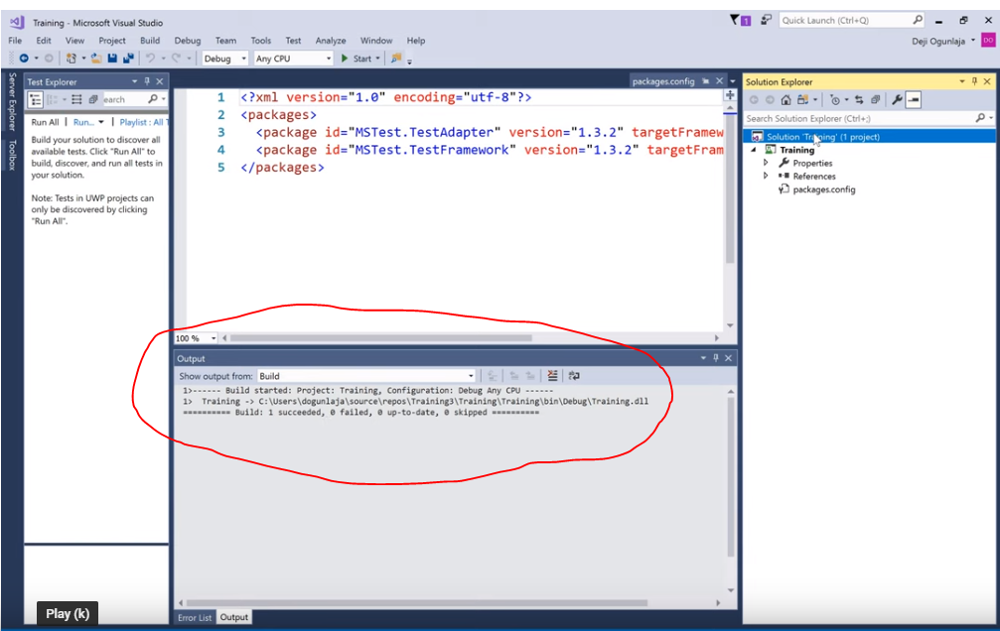 Training - Microsoft Visual Studio
1
Quick Launch (Ctrl+Q)
File Edit View Project Build Debug Team Tools Test Analyze Window Help
Deji Ogunlaja
DO
Debug Any CPU Start
Server Explorer
Toolbox
Test Explorer
earch
Run All | Run... | Playlist : All T
Build your solution to discover all
available tests. Click "Run All" to
build, discover, and run all tests in
your solution.
Note: Tests in UWP projects can
only be discovered by clicking
"Run All".
packages.config
1 <?xml version="1.0" encoding="utf-8"?>
2 <packages>
3 <package id="MSTest.TestAdapter" version="1.3.2" targetFramew
4 <package id="MSTest.TestFramework" version="1.3.2" targetFram
5 </packages>
100 %
Output
Show output from: Build
1>------ Build started: Project: Training, Configuration: Debug Any CPU ------
1> Training -> C:\Users\dogunlaja\source\repos\Training3\Training\Training\bin\Debug\Training.dll
========== Build: 1 succeeded, 0 failed, 0 up-to-date, 0 skipped ==========
Error List Output
Solution Explorer
Search Solution Explorer (Ctrl+;)
Solution 'Training' (1 project)
Training
Properties
References
packages.config
Play (k)